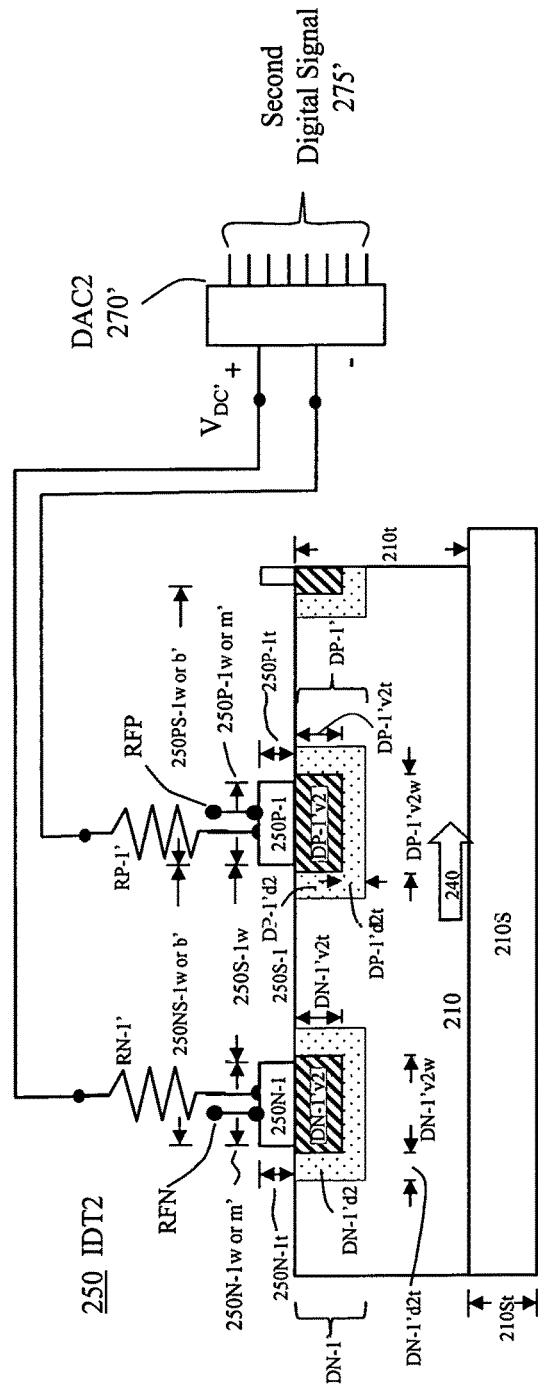 250 IDT2
DAC2
270'
Second
Digital Signal
275'
V_DC'
+
-
RN-1'
RP-1'
RFN
RFP
250NS-1w or b'
250PS-1w or b'
250N-1w or m'
250S-1w
250P-1w or m'
250N-1t
250S-1
250P-1t
250N-1
250P-1
DN-1'
DN-1'v2
DN-1'v2t
DP-1'd2
DP-1'v2
DP-1'v2t
DP-1'
210t
DN-1'd2
DP-1'd2t
DN-1'd2t
DN-1'v2w
DP-1'v2w
240
210
210St
210S